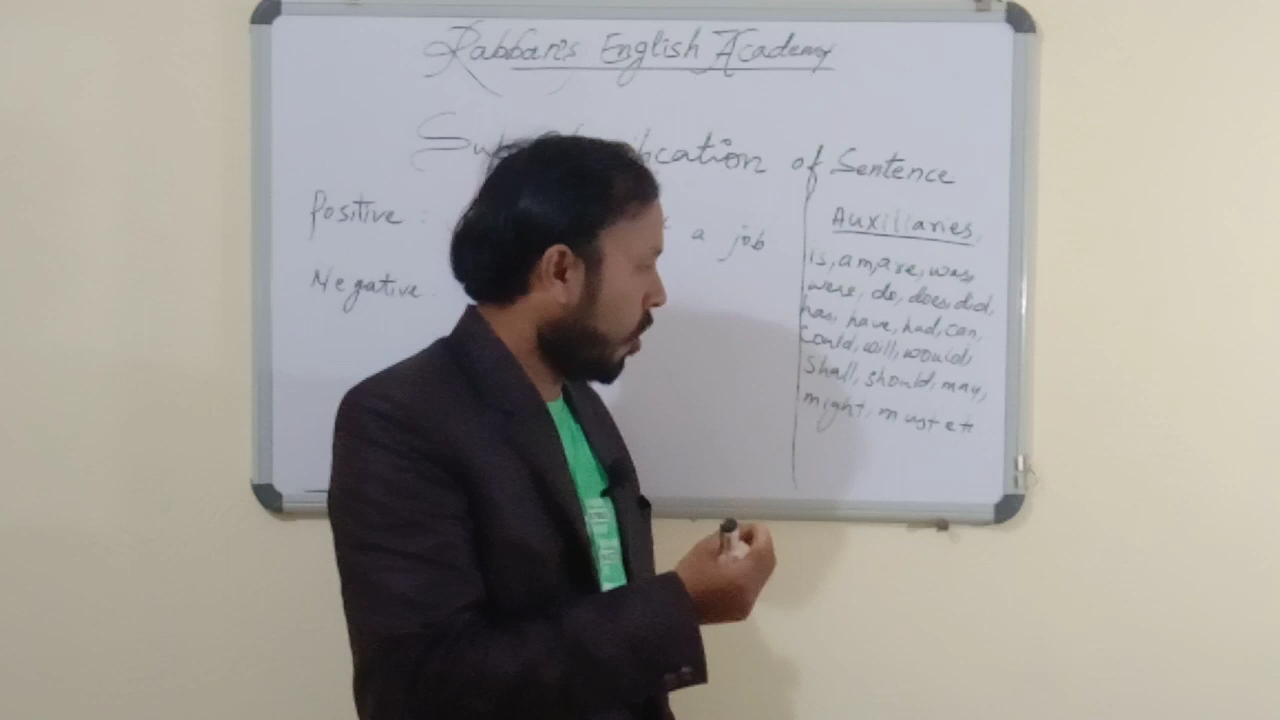 Rabbani's English Academy
of Sentence
Positive :
a job
Negative
Auxiliaries
is, am, are, was,
were, do, does, did,
has, have, had, can,
Could, will, would,
Shall, should, may,
might, must etc